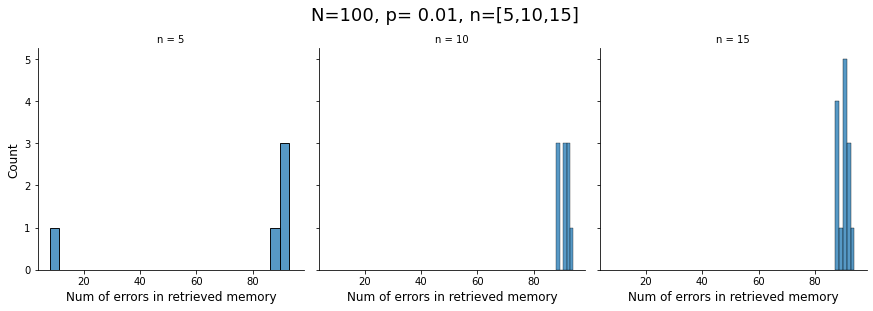 N=100, p= 0.01, n=[5,10,15]
n = 5
n = 10
n = 15
5
4
3
2
1
0
Count
20 40 60 80
20 40 60 80
20 40 60 80
Num of errors in retrieved memory
Num of errors in retrieved memory
Num of errors in retrieved memory